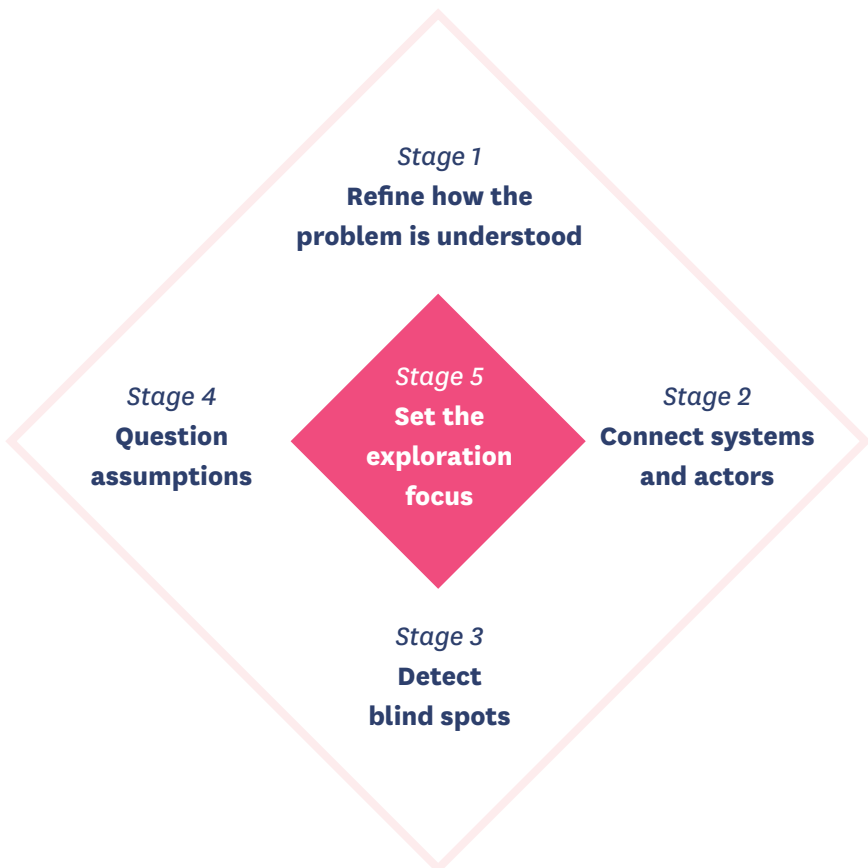 Stage 1
Refine how the
problem is understood
Stage 2
Connect systems
and actors
Stage 3
Detect
blind spots
Stage 4
Question
assumptions
Stage 5
Set the
exploration
focus